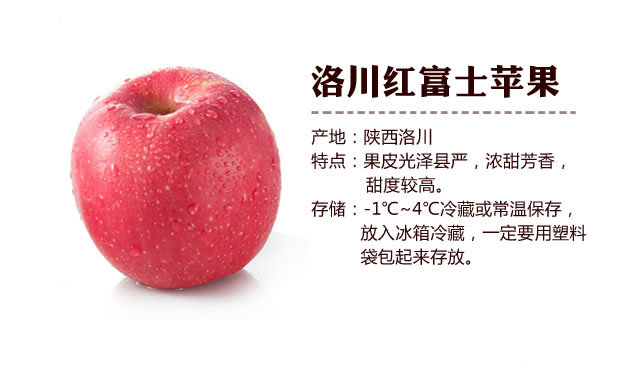 洛川红富士苹果
产地：陕西洛川
特点：果皮光泽县严，浓甜芳香，
甜度较高。
存储：-1℃~4℃冷藏或常温保存，
放入冰箱冷藏，一定要用塑料
袋包起来存放。